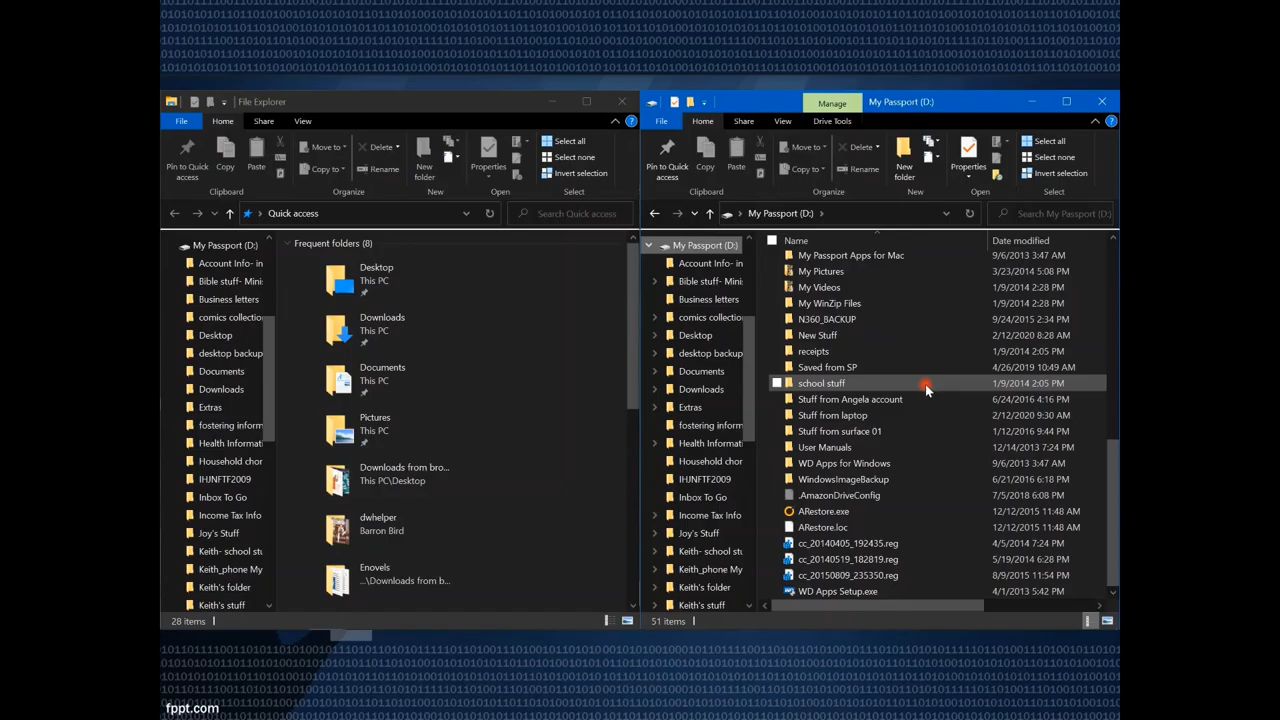 File Explorer
File
Home
Share
View
Pin to Quick access
Copy
Paste
Move to
Copy to
Delete
Rename
New folder
Properties
Select all
Select none
Invert selection
Clipboard
Organize
New
Open
Select
Quick access
Search Quick access
My Passport (D:)
Account Info- in
Bible stuff- Mini
Business letters
comics collectio
Desktop
desktop backup
Documents
Downloads
Extras
fostering inform
Health Informati
Household chor
IHJNFTF2009
Inbox To Go
Income Tax Info
Joy's Stuff
Keith- school stu
Keith_phone My
Keith's folder
Keith's stuff
Frequent folders (8)
Desktop
This PC
Downloads
This PC
Documents
This PC
Pictures
This PC
Downloads from bro...
This PC\Desktop
dwhelper
Barron Bird
Enovels
...\Downloads from b...
28 items
Manage
My Passport (D:)
File
Home
Share
View
Drive Tools
Pin to Quick access
Copy
Paste
Move to
Copy to
Delete
Rename
New folder
Properties
Select all
Select none
Invert selection
Clipboard
Organize
New
Open
Select
My Passport (D:)
Search My Passport (D:)
My Passport (D:)
Account Info- in
Bible stuff- Mini
Business letters
comics collectio
Desktop
desktop backup
Documents
Downloads
Extras
fostering inform
Health Informati
Household chor
IHJNFTF2009
Inbox To Go
Income Tax Info
Joy's Stuff
Keith- school stu
Keith_phone My
Keith's folder
Keith's stuff
Name Date modified
My Passport Apps for Mac 9/6/2013 3:47 AM
My Pictures 3/23/2014 5:08 PM
My Videos 1/9/2014 2:28 PM
My WinZip Files 1/9/2014 2:28 PM
N360_BACKUP 9/24/2015 2:34 PM
New Stuff 2/12/2020 8:28 AM
receipts 1/9/2014 2:05 PM
Saved from SP 4/26/2019 10:49 AM
school stuff 1/9/2014 2:05 PM
Stuff from Angela account 6/24/2016 4:16 PM
Stuff from laptop 2/12/2020 9:30 AM
Stuff from surface 01 1/12/2016 9:44 PM
User Manuals 12/14/2013 7:24 PM
WD Apps for Windows 9/6/2013 3:47 AM
WindowsImageBackup 6/21/2016 6:18 PM
.AmazonDriveConfig 7/5/2018 6:08 PM
ARestore.exe 12/12/2015 11:48 AM
ARestore.loc 12/12/2015 11:48 AM
cc_20140405_192435.reg 4/5/2014 7:24 PM
cc_20140519_182819.reg 5/19/2014 6:28 PM
cc_20150809_235350.reg 8/9/2015 11:54 PM
WD Apps Setup.exe 4/1/2013 5:42 PM
51 items
fppt.com